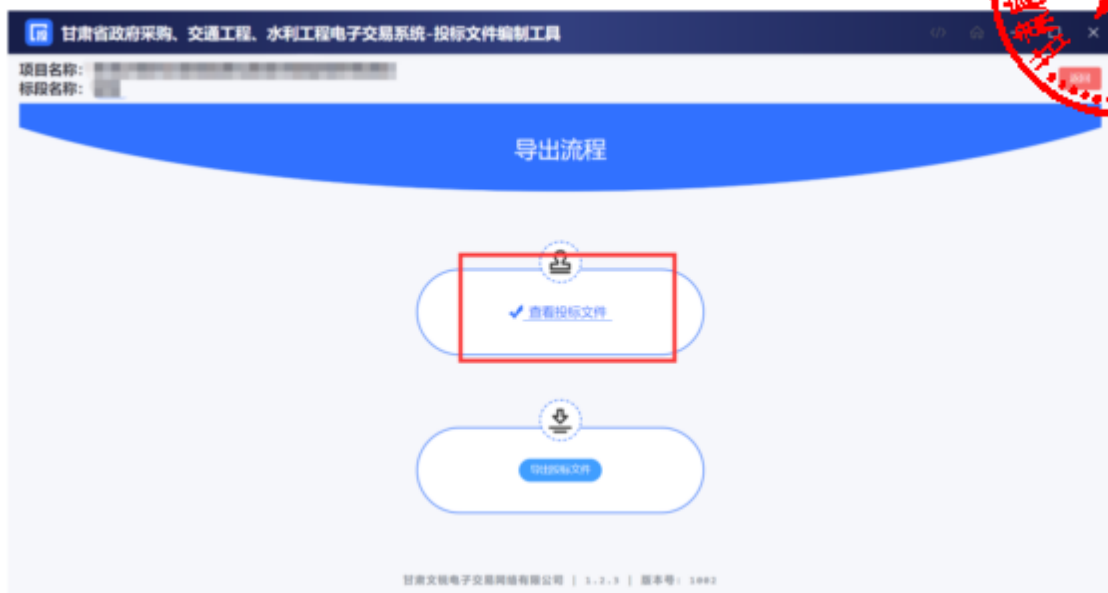 甘肃省政府采购、交通工程、水利工程电子交易系统-投标文件编制工具
项目名称：
标段名称：
返回
导出流程
查看投标文件
导出投标文件
甘肃文锐电子交易网络有限公司 | 1.2.3 | 版本号: 1002